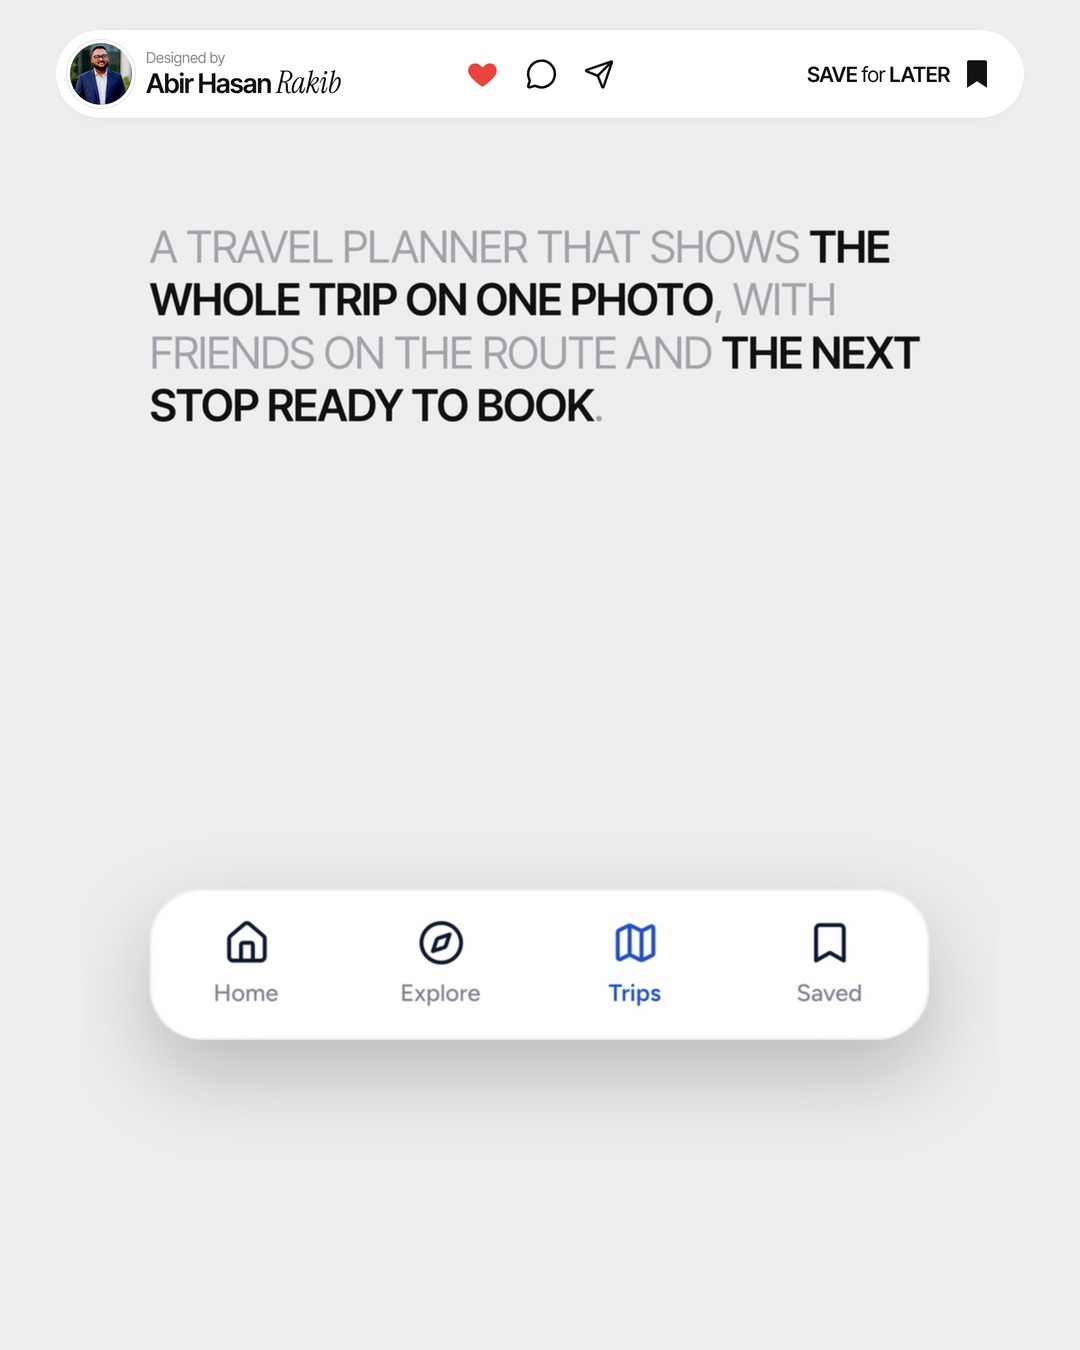 Designed by
Abir Hasan Rakib
SAVE for LATER
A TRAVEL PLANNER THAT SHOWS THE
WHOLE TRIP ON ONE PHOTO, WITH
FRIENDS ON THE ROUTE AND THE NEXT
STOP READY TO BOOK.
Home
Explore
Trips
Saved